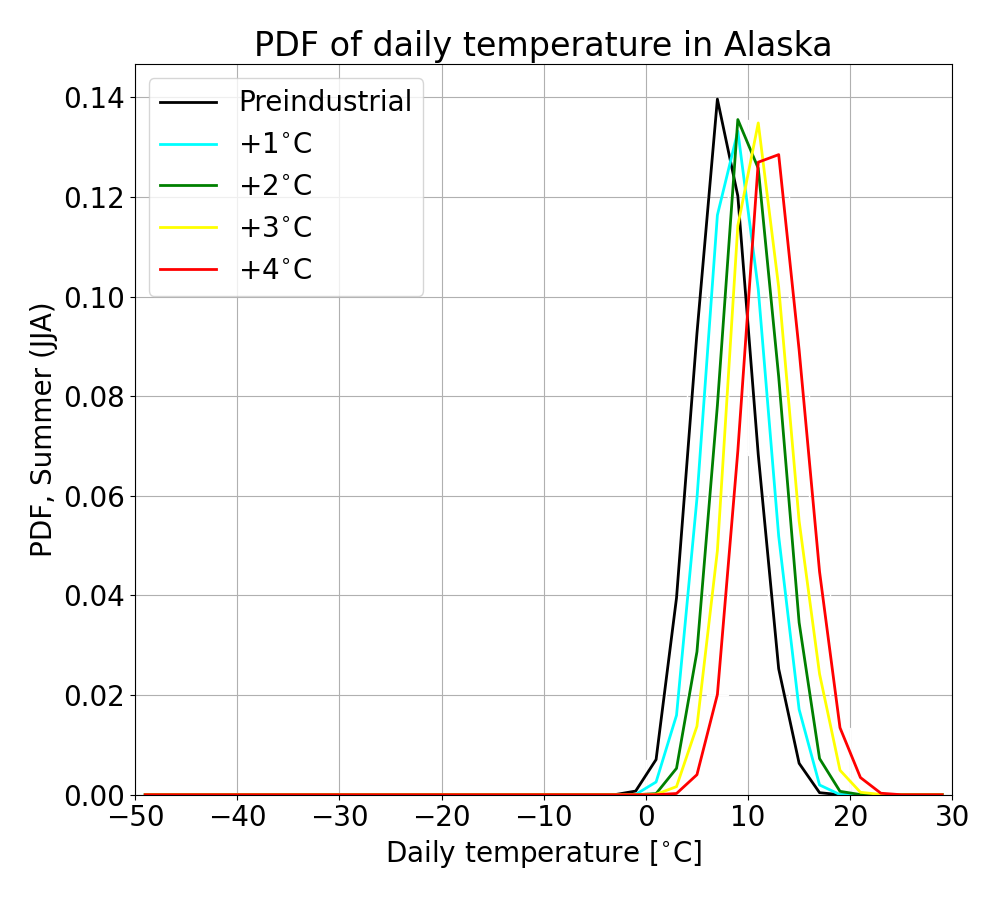 PDF of daily temperature in Alaska
Preindustrial
+1°C
+2°C
+3°C
+4°C
PDF, Summer (JJA)
0.14
0.12
0.10
0.08
0.06
0.04
0.02
0.00
−50 −40 −30 −20 −10 0 10 20 30
Daily temperature [°C]